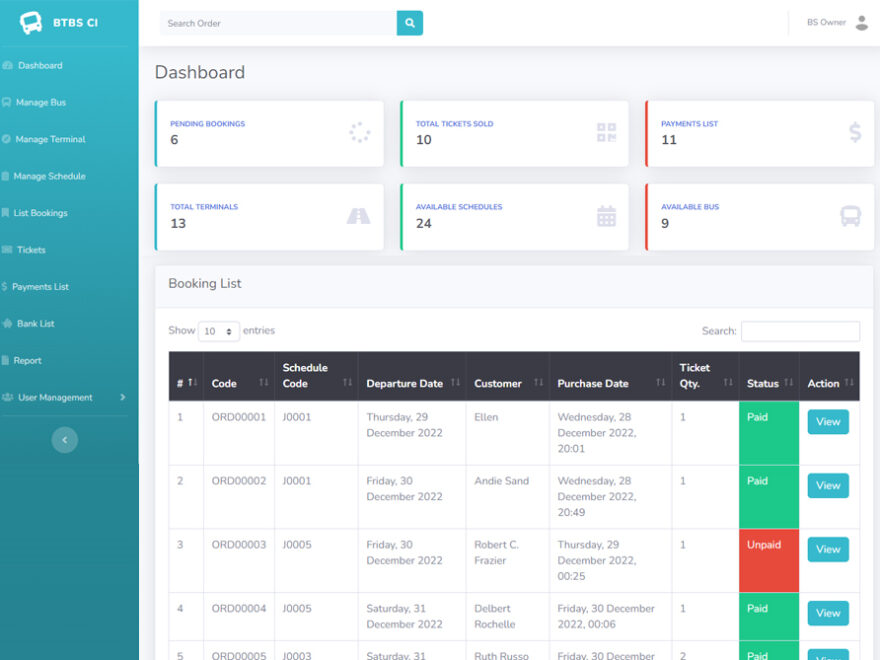 BTBS CI
Search Order
BS Owner
Dashboard
Manage Bus
Manage Terminal
Manage Schedule
List Bookings
Tickets
Payments List
Bank List
Report
User Management
Dashboard
PENDING BOOKINGS
6
TOTAL TICKETS SOLD
10
PAYMENTS LIST
11
TOTAL TERMINALS
13
AVAILABLE SCHEDULES
24
AVAILABLE BUS
9
Booking List
Show 10 entries
Search:
# Code Schedule Code Departure Date Customer Purchase Date Ticket Qty. Status Action
1 ORD00001 J0001 Thursday, 29 December 2022 Ellen Wednesday, 28 December 2022, 20:01 1 Paid View
2 ORD00002 J0001 Friday, 30 December 2022 Andie Sand Wednesday, 28 December 2022, 20:49 1 Paid View
3 ORD00003 J0005 Friday, 30 December 2022 Robert C. Frazier Thursday, 29 December 2022, 00:25 1 Unpaid View
4 ORD00004 J0005 Saturday, 31 December 2022 Delbert Rochelle Friday, 30 December 2022, 00:06 1 Paid View
5 ORD00005 J0003 Saturday, 31 Ruth Russo Friday, 30 December 2 Paid View